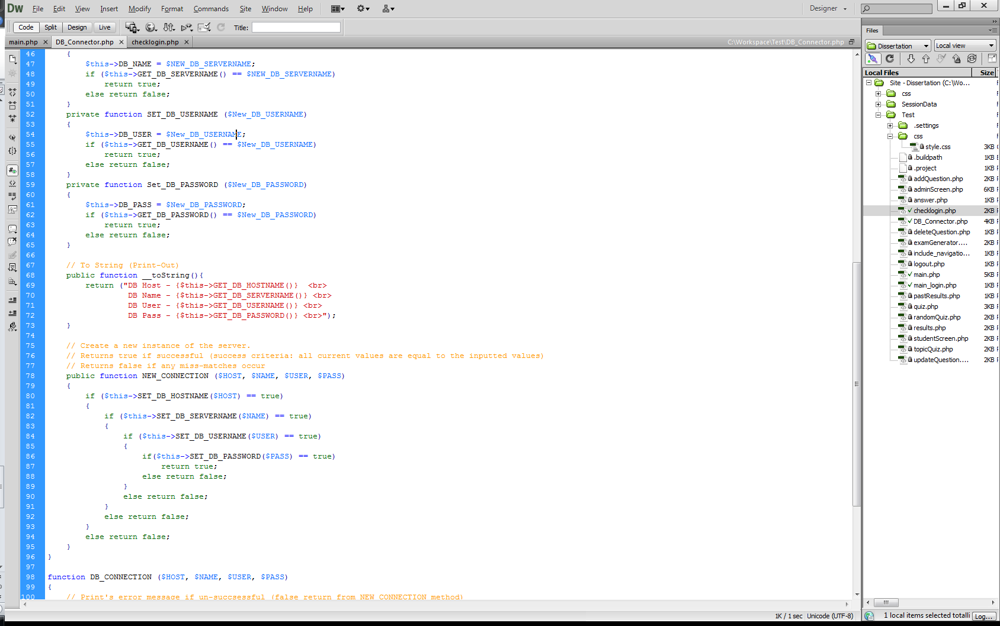 Dw File Edit View Insert Modify Format Commands Site Window Help Designer
Code Split Design Live Title:
main.php DB_Connector.php checklogin.php C:\Workspace\Test\DB_Connector.php
46 {
47 $this->DB_NAME = $NEW_DB_SERVERNAME;
48 if ($this->GET_DB_SERVERNAME() == $NEW_DB_SERVERNAME)
49 return true;
50 else return false;
51 }
52 private function SET_DB_USERNAME ($New_DB_USERNAME)
53 {
54 $this->DB_USER = $New_DB_USERNAME;
55 if ($this->GET_DB_USERNAME() == $New_DB_USERNAME)
56 return true;
57 else return false;
58 }
59 private function Set_DB_PASSWORD ($New_DB_PASSWORD)
60 {
61 $this->DB_PASS = $New_DB_PASSWORD;
62 if ($this->GET_DB_PASSWORD() == $New_DB_PASSWORD)
63 return true;
64 else return false;
65 }
66
67 // To String (Print-Out)
68 public function __toString(){
69 return ("DB Host - {$this->GET_DB_HOSTNAME()} <br>
70 DB Name - {$this->GET_DB_SERVERNAME()} <br>
71 DB User - {$this->GET_DB_USERNAME()} <br>
72 DB Pass - {$this->GET_DB_PASSWORD()} <br>");
73 }
74
75 // Create a new instance of the server.
76 // Returns true if successful (success criteria: all current values are equal to the inputted values)
77 // Returns false if any miss-matches occur
78 public function NEW_CONNECTION ($HOST, $NAME, $USER, $PASS)
79 {
80 if ($this->SET_DB_HOSTNAME($HOST) == true)
81 {
82 if ($this->SET_DB_SERVERNAME($NAME) == true)
83 {
84 if ($this->SET_DB_USERNAME($USER) == true)
85 {
86 if($this->SET_DB_PASSWORD($PASS) == true)
87 return true;
88 else return false;
89 }
90 else return false;
91 }
92 else return false;
93 }
94 else return false;
95 }
96 }
97
98 function DB_CONNECTION ($HOST, $NAME, $USER, $PASS)
99 {
100 // Print's error message if un-succsessful (false return from NEW_CONNECTION method)
1K / 1 sec Unicode (UTF-8)
Files
Dissertation Local view
Local Files Size
Site - Dissertation (C:\Wo...
css
SessionData
Test
.settings
css
style.css 3KB
.buildpath 1KB
.project 1KB
addQuestion.php 2KB
adminScreen.php 6KB
answer.php 1KB
checklogin.php 2KB
DB_Connector.php 4KB
deleteQuestion.php 1KB
examGenerator.... 2KB
include_navigatio... 1KB
logout.php 1KB
main.php 5KB
main_login.php 1KB
pastResults.php 1KB
quiz.php 3KB
randomQuiz.php 2KB
results.php 2KB
studentScreen.php 2KB
topicQuiz.php 2KB
updateQuestion.... 2KB
1 local items selected totalli Log...